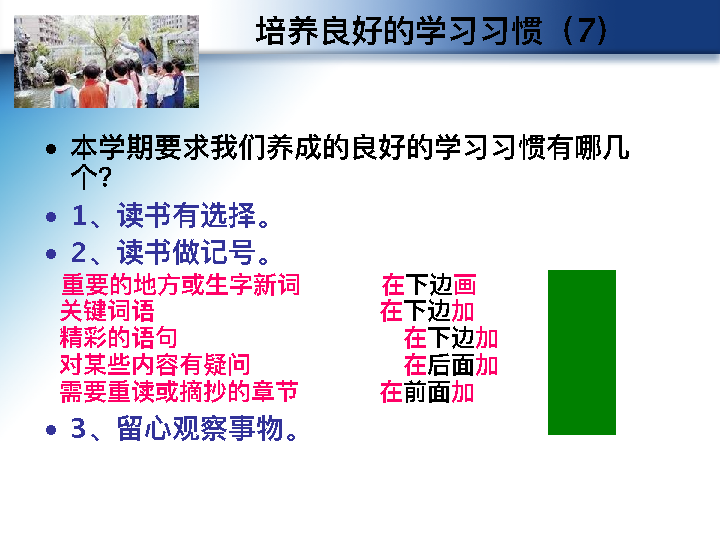 培养良好的学习习惯（7）
• 本学期要求我们养成的良好的学习习惯有哪几
个?
• 1、读书有选择。
• 2、读书做记号。
重要的地方或生字新词 在下边画
关键词语 在下边加
精彩的语句 在下边加
对某些内容有疑问 在后面加
需要重读或摘抄的章节 在前面加
• 3、留心观察事物。